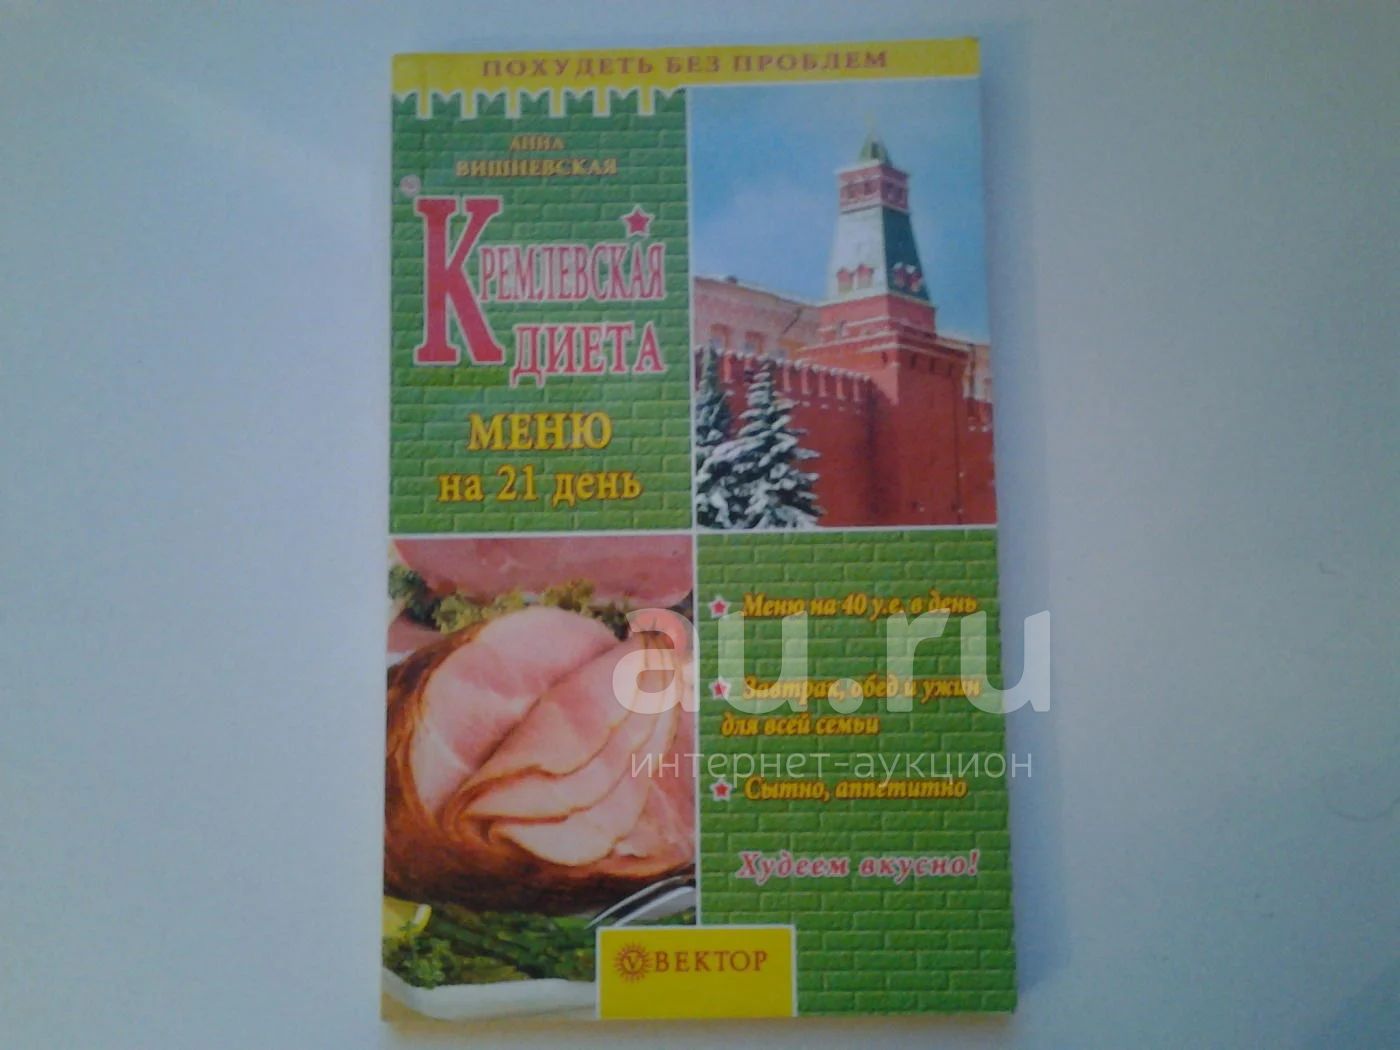 ПОХУДЕТЬ БЕЗ ПРОБЛЕМ
АННА
ВИШНЕВСКАЯ
КРЕМЛЕВСКАЯ
ДИЕТА
МЕНЮ
на 21 день
Меню на 40 у.е. в день
Завтрак, обед и ужин
для всей семьи
Сытно, аппетитно
Худеем вкусно!
ВЕКТОР
au.ru
интернет-аукцион